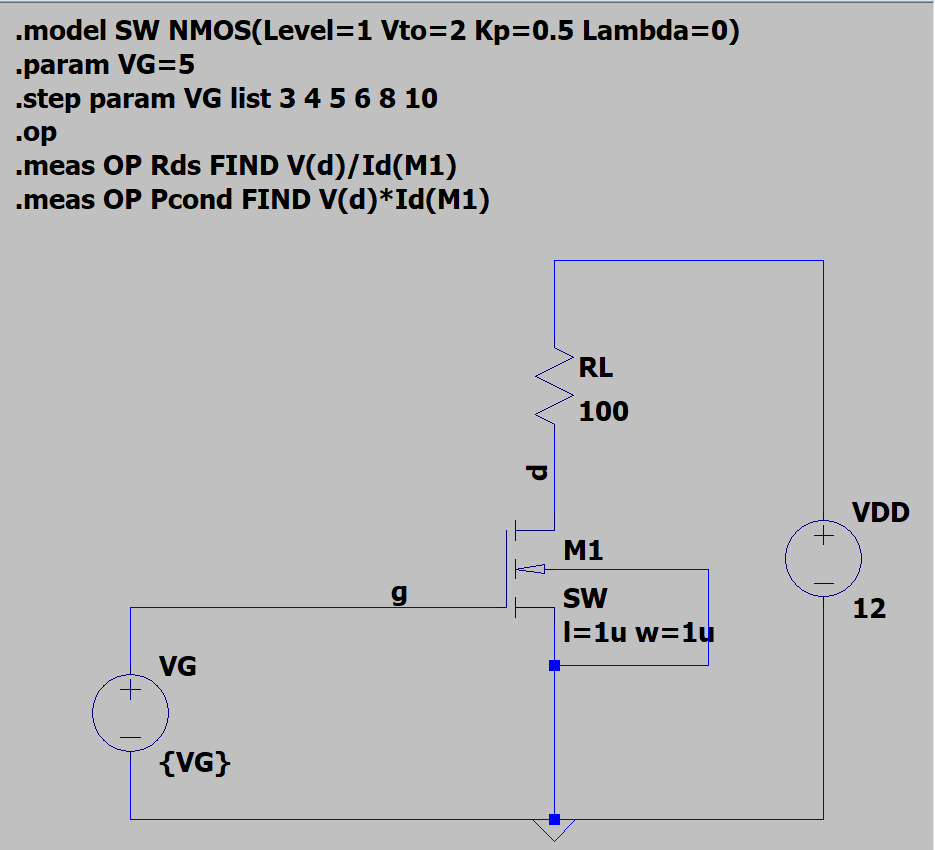 .model SW NMOS(Level=1 Vto=2 Kp=0.5 Lambda=0)
.param VG=5
.step param VG list 3 4 5 6 8 10
.op
.meas OP Rds FIND V(d)/Id(M1)
.meas OP Pcond FIND V(d)*Id(M1)
RL
100
d
VDD
M1
g
SW
12
l=1u w=1u
VG
{VG}